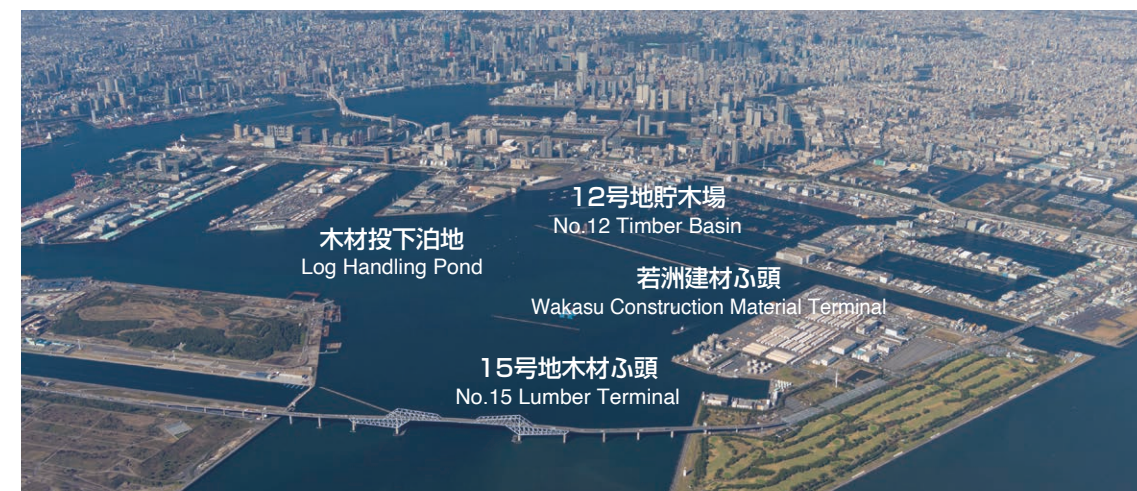 12号地貯木場
No.12 Timber Basin
木材投下泊地
Log Handling Pond
若洲建材ふ頭
Wakasu Construction Material Terminal
15号地木材ふ頭
No.15 Lumber Terminal